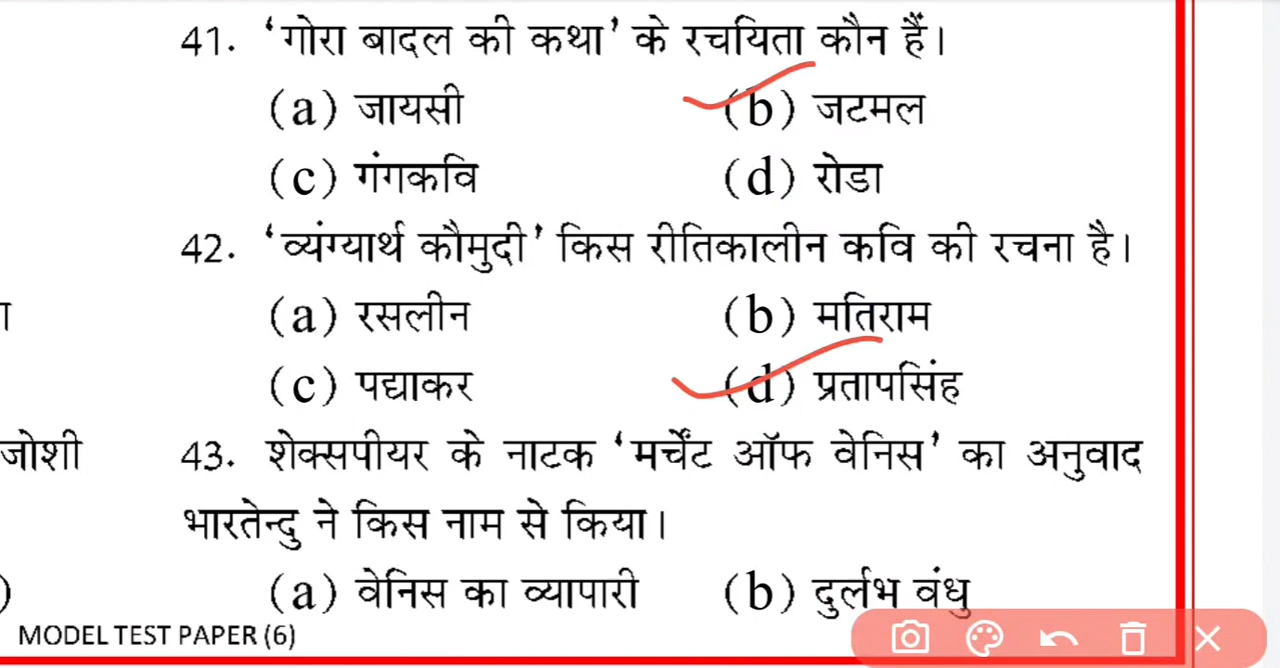 41. ‘गोरा बादल की कथा’ के रचयिता कौन हैं।
(a) जायसी (b) जटमल
(c) गंगकवि (d) रोडा
42. ‘व्यंग्यार्थ कौमुदी’ किस रीतिकालीन कवि की रचना है।
(a) रसलीन (b) मतिराम
(c) पद्याकर (d) प्रतापसिंह
जोशी
43. शेक्सपीयर के नाटक ‘मर्चेंट ऑफ वेनिस’ का अनुवाद
भारतेन्दु ने किस नाम से किया।
(a) वेनिस का व्यापारी (b) दुर्लभ वंधु
MODEL TEST PAPER (6)